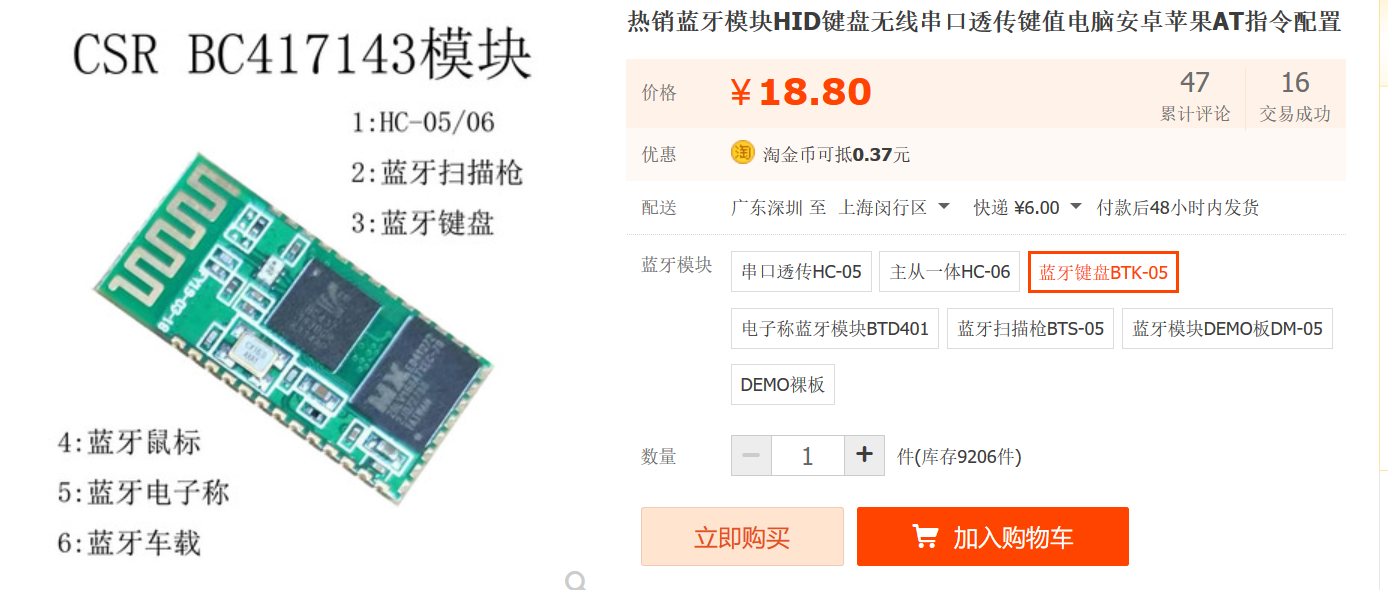 CSR BC417143模块
1:HC-05/06
2:蓝牙扫描枪
3:蓝牙键盘
4:蓝牙鼠标
5:蓝牙电子称
6:蓝牙车载
热销蓝牙模块HID键盘无线串口透传键值电脑安卓苹果AT指令配置
价格 ¥18.80
47 累计评论
16 交易成功
优惠 淘 淘金币可抵0.37元
配送 广东深圳 至 上海闵行区 快递 ¥6.00 付款后48小时内发货
蓝牙模块 串口透传HC-05 主从一体HC-06 蓝牙键盘BTK-05
电子称蓝牙模块BTD401 蓝牙扫描枪BTS-05 蓝牙模块DEMO板DM-05
DEMO裸板
数量 − 1 + 件(库存9206件)
立即购买 加入购物车